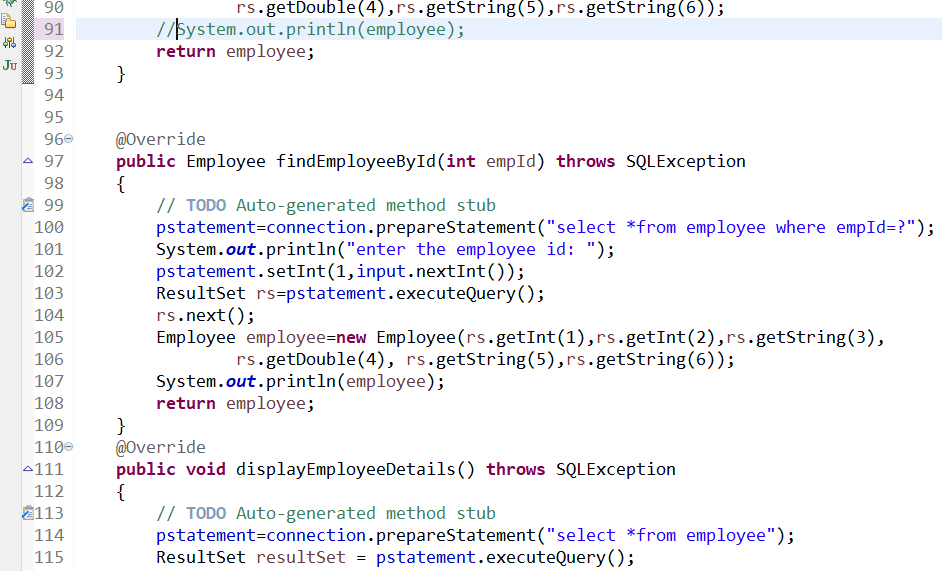 90 rs.getDouble(4),rs.getString(5),rs.getString(6));
91 //System.out.println(employee);
92 return employee;
93 }
94
95
96 @Override
97 public Employee findEmployeeById(int empId) throws SQLException
98 {
99 // TODO Auto-generated method stub
100 pstatement=connection.prepareStatement("select *from employee where empId=?");
101 System.out.println("enter the employee id: ");
102 pstatement.setInt(1,input.nextInt());
103 ResultSet rs=pstatement.executeQuery();
104 rs.next();
105 Employee employee=new Employee(rs.getInt(1),rs.getInt(2),rs.getString(3),
106 rs.getDouble(4), rs.getString(5),rs.getString(6));
107 System.out.println(employee);
108 return employee;
109 }
110 @Override
111 public void displayEmployeeDetails() throws SQLException
112 {
113 // TODO Auto-generated method stub
114 pstatement=connection.prepareStatement("select *from employee");
115 ResultSet resultSet = pstatement.executeQuery();
Ju